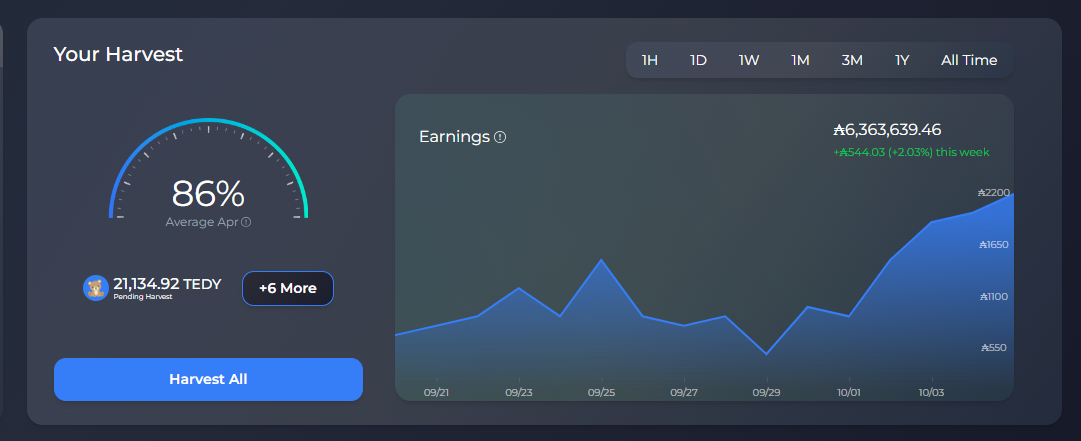 Your Harvest
1H 1D 1W 1M 3M 1Y All Time
Earnings
₳6,363,639.46
+₳544.03 (+2.03%) this week
86%
Average Apr
21,134.92 TEDY
Pending Harvest
+6 More
Harvest All
₳2200
₳1650
₳1100
₳550
09/21 09/23 09/25 09/27 09/29 10/01 10/03